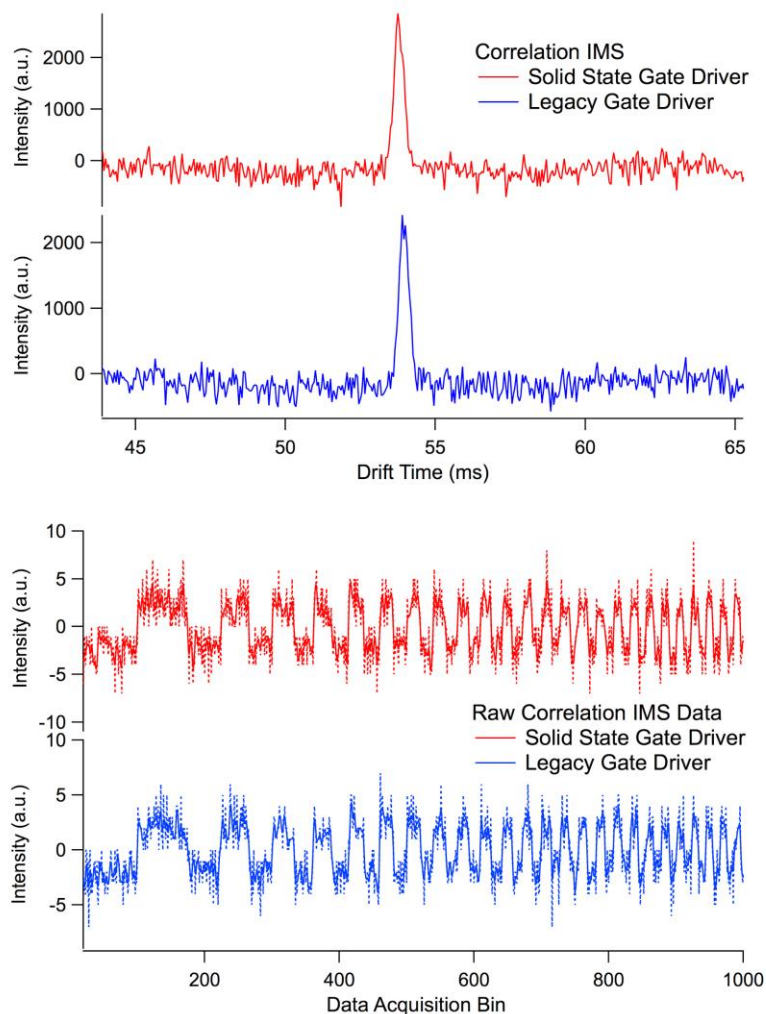 Correlation IMS
Solid State Gate Driver
Legacy Gate Driver
Intensity (a.u.)
2000
1000
0
Intensity (a.u.)
2000
1000
0
45 50 55 60 65
Drift Time (ms)
Intensity (a.u.)
10
5
0
-5
-10
Raw Correlation IMS Data
Solid State Gate Driver
Legacy Gate Driver
Intensity (a.u.)
10
5
0
-5
200 400 600 800 1000
Data Acquisition Bin